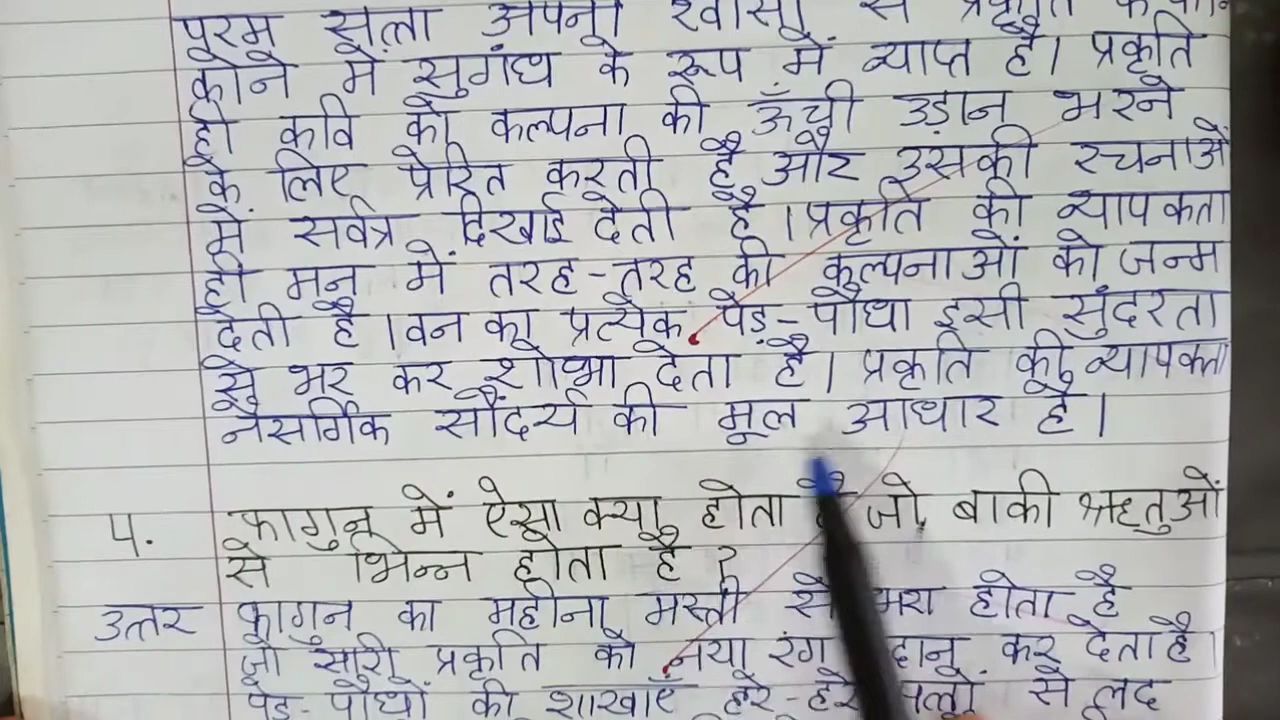 परम सत्ता अपनी श्वासों से प्रकृति के कोने
कोने में सुगंध के रूप में व्याप्त है। प्रकृति
ही कवि को कल्पना की ऊँची उड़ान भरने
के लिए प्रेरित करती है और उसकी रचनाओं
में सर्वत्र दिखाई देती है। प्रकृति की व्यापकता
ही मन में तरह-तरह की कल्पनाओं को जन्म
देती है। वन का प्रत्येक पेड़-पौधा इसी सुंदरता
से भर कर शोभा देता है। प्रकृति की व्यापकता
नैसर्गिक सौंदर्य की मूल आधार है।
4. फागुन में ऐसा क्या होता है जो बाकी ऋतुओं
से भिन्न होता है?
उत्तर फागुन का महीना मस्ती से भरा होता है
जो सारी प्रकृति को नया रंग कर देता है।
पेड़-पौधों की शाखाएँ हरे-हरे पत्तों से लद